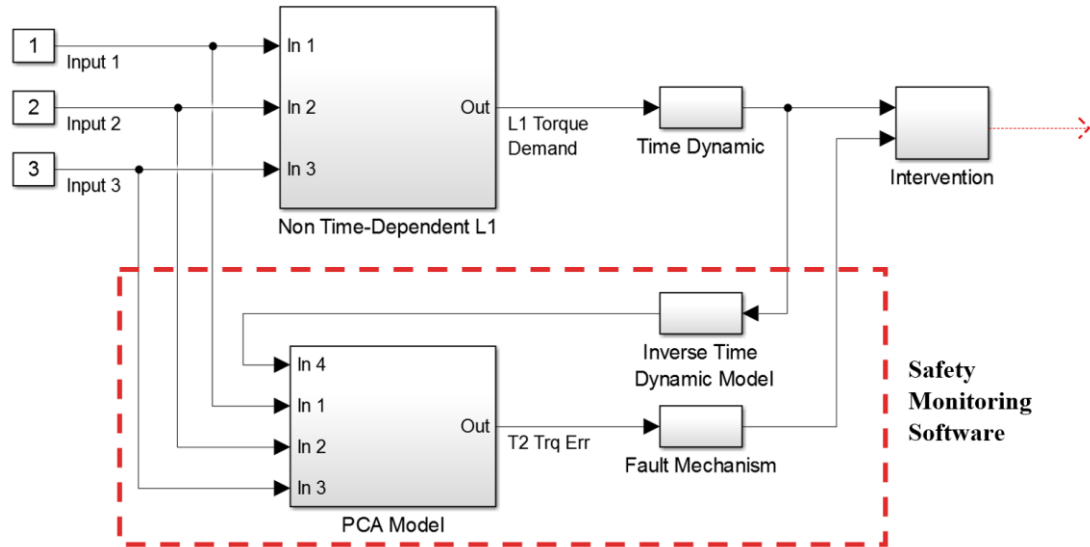 1
Input 1
2
Input 2
3
Input 3
In 1
In 2
In 3
Out
Non Time-Dependent L1
L1 Torque
Demand
Time Dynamic
Intervention
In 4
In 1
In 2
In 3
Out
PCA Model
T2 Trq Err
Inverse Time
Dynamic Model
Fault Mechanism
Safety
Monitoring
Software